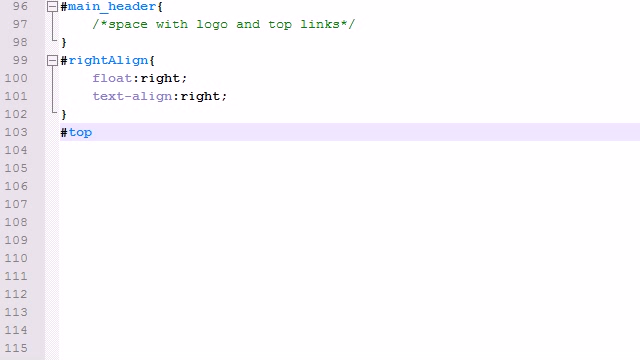 96 #main_header{
97 /*space with logo and top links*/
98 }
99 #rightAlign{
100 float:right;
101 text-align:right;
102 }
103 #top
104
105
106
107
108
109
110
111
112
113
114
115